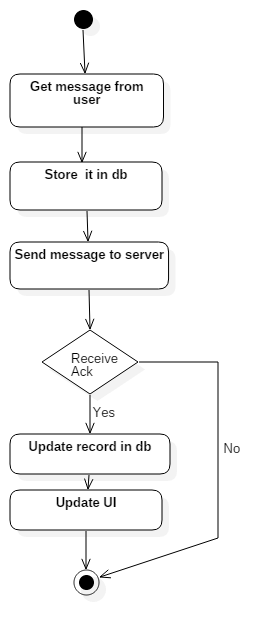 Get message from
user
Store  it in db
Send message to server
Receive
Ack
Yes
No
Update record in db
Update UI